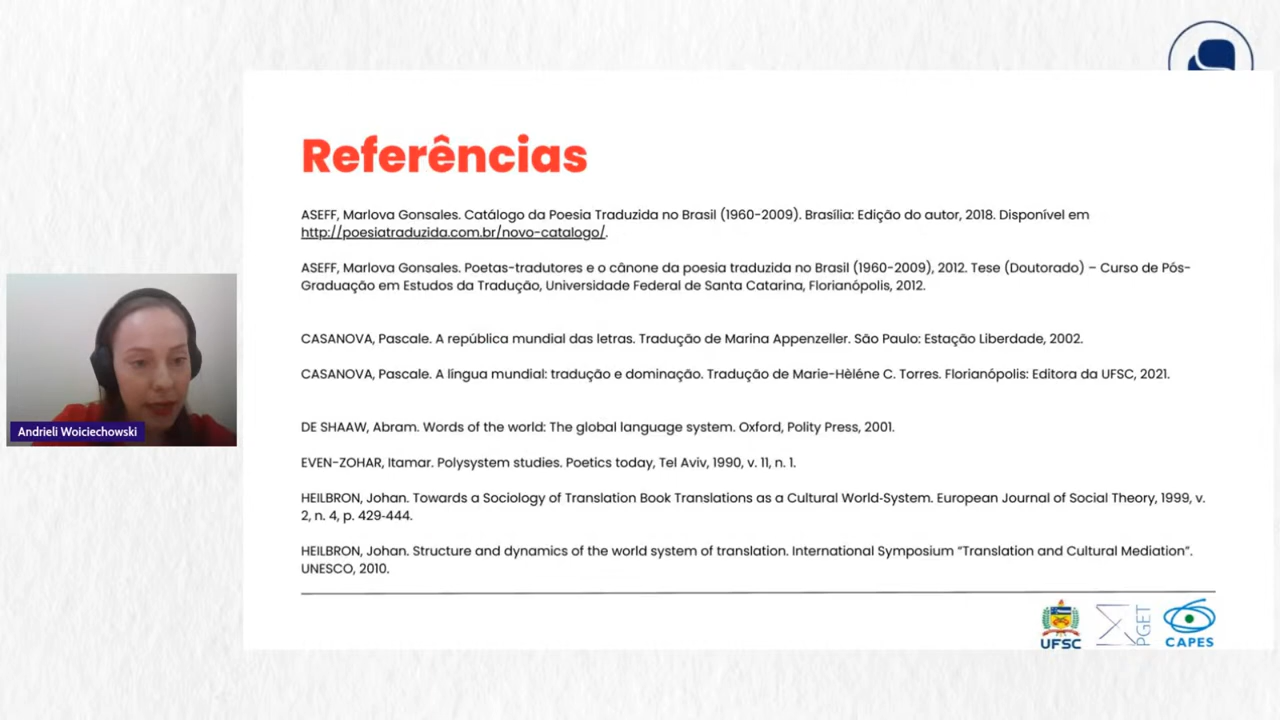 Referências
ASEFF, Marlova Gonsales. Catálogo da Poesia Traduzida no Brasil (1960-2009). Brasília: Edição do autor, 2018. Disponível em
http://poesiatraduzida.com.br/novo-catalogo/.
ASEFF, Marlova Gonsales. Poetas-tradutores e o cânone da poesia traduzida no Brasil (1960-2009), 2012. Tese (Doutorado) – Curso de Pós-
Graduação em Estudos da Tradução, Universidade Federal de Santa Catarina, Florianópolis, 2012.
CASANOVA, Pascale. A república mundial das letras. Tradução de Marina Appenzeller. São Paulo: Estação Liberdade, 2002.
CASANOVA, Pascale. A língua mundial: tradução e dominação. Tradução de Marie-Hèléne C. Torres. Florianópolis: Editora da UFSC, 2021.
DE SHAAW, Abram. Words of the world: The global language system. Oxford, Polity Press, 2001.
EVEN-ZOHAR, Itamar. Polysystem studies. Poetics today, Tel Aviv, 1990, v. 11, n. 1.
HEILBRON, Johan. Towards a Sociology of Translation Book Translations as a Cultural World-System. European Journal of Social Theory, 1999, v.
2, n. 4, p. 429-444.
HEILBRON, Johan. Structure and dynamics of the world system of translation. International Symposium “Translation and Cultural Mediation”.
UNESCO, 2010.
Andrieli Woiciechowski
UFSC
PGET
CAPES